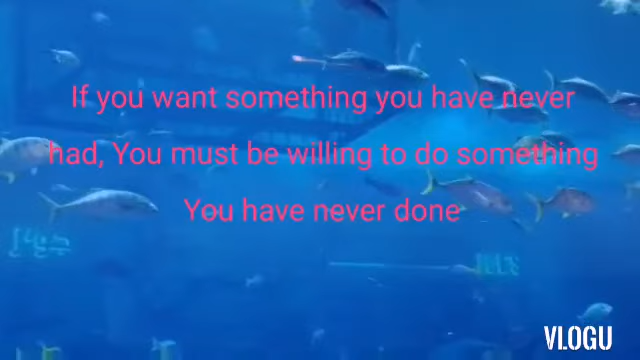 If you want something you have never
had, You must be willing to do something
You have never done
VLOGU